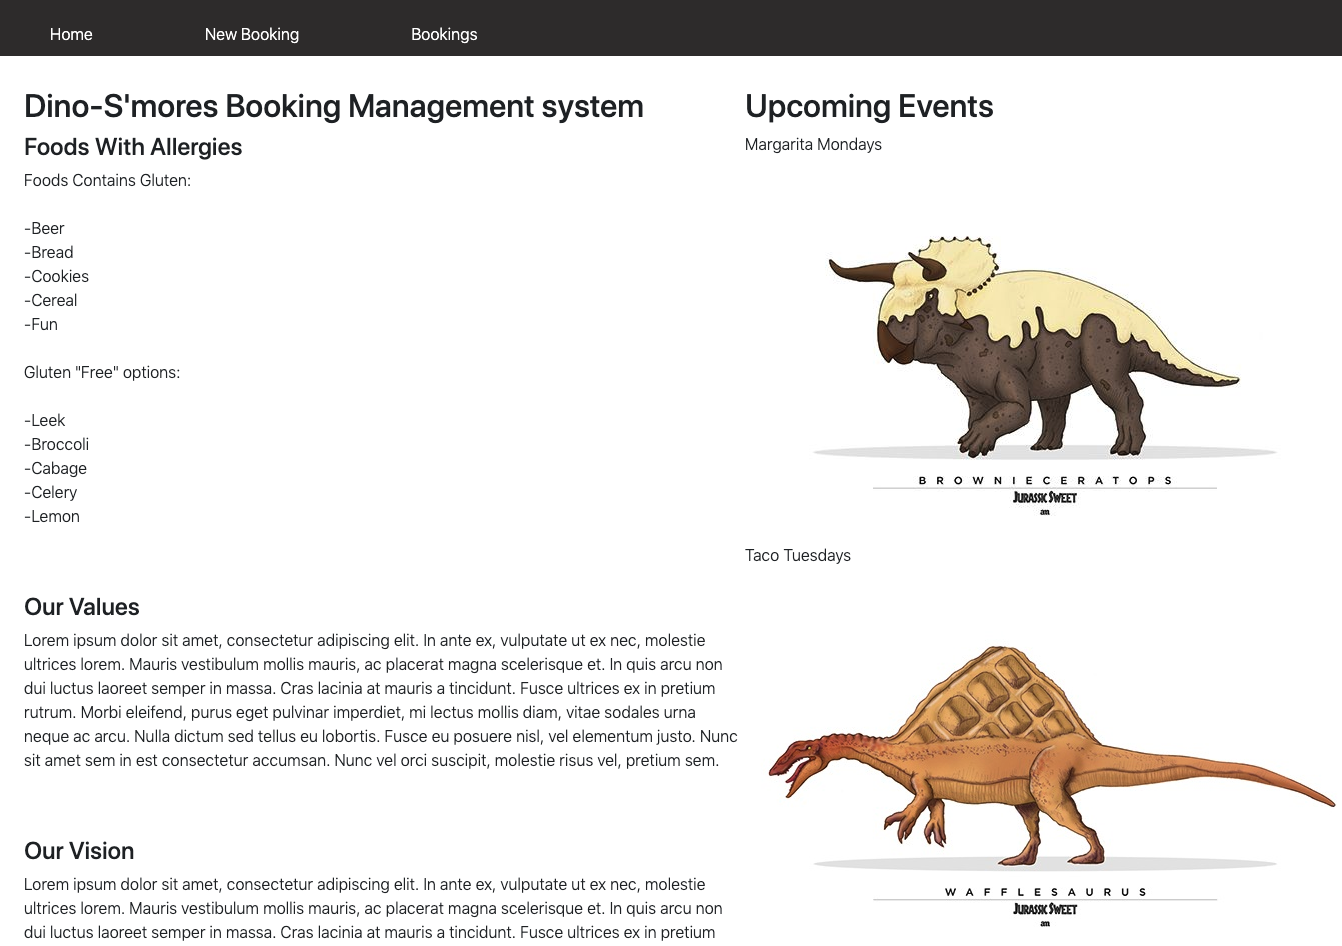 Home New Booking Bookings
Dino-S'mores Booking Management system
Foods With Allergies
Foods Contains Gluten:
-Beer
-Bread
-Cookies
-Cereal
-Fun
Gluten "Free" options:
-Leek
-Broccoli
-Cabage
-Celery
-Lemon
Our Values
Lorem ipsum dolor sit amet, consectetur adipiscing elit. In ante ex, vulputate ut ex nec, molestie
ultrices lorem. Mauris vestibulum mollis mauris, ac placerat magna scelerisque et. In quis arcu non
dui luctus laoreet semper in massa. Cras lacinia at mauris a tincidunt. Fusce ultrices ex in pretium
rutrum. Morbi eleifend, purus eget pulvinar imperdiet, mi lectus mollis diam, vitae sodales urna
neque ac arcu. Nulla dictum sed tellus eu lobortis. Fusce eu posuere nisl, vel elementum justo. Nunc
sit amet sem in est consectetur accumsan. Nunc vel orci suscipit, molestie risus vel, pretium sem.
Our Vision
Lorem ipsum dolor sit amet, consectetur adipiscing elit. In ante ex, vulputate ut ex nec, molestie
ultrices lorem. Mauris vestibulum mollis mauris, ac placerat magna scelerisque et. In quis arcu non
dui luctus laoreet semper in massa. Cras lacinia at mauris a tincidunt. Fusce ultrices ex in pretium
Upcoming Events
Margarita Mondays
BROWNIECERATOPS
JURASSIC SWEET
am
Taco Tuesdays
WAFFLESAURUS
JURASSIC SWEET
am